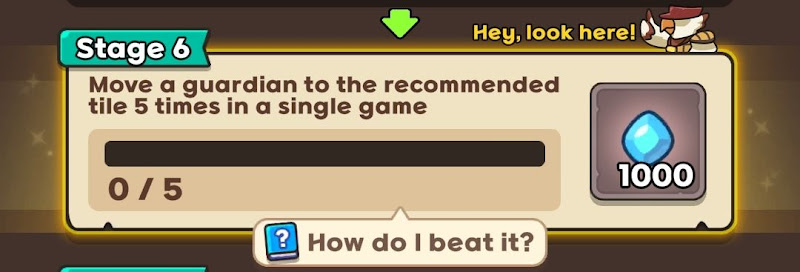 Hey, look here!
Stage 6
Move a guardian to the recommended
tile 5 times in a single game
1000
0 / 5
? How do I beat it?